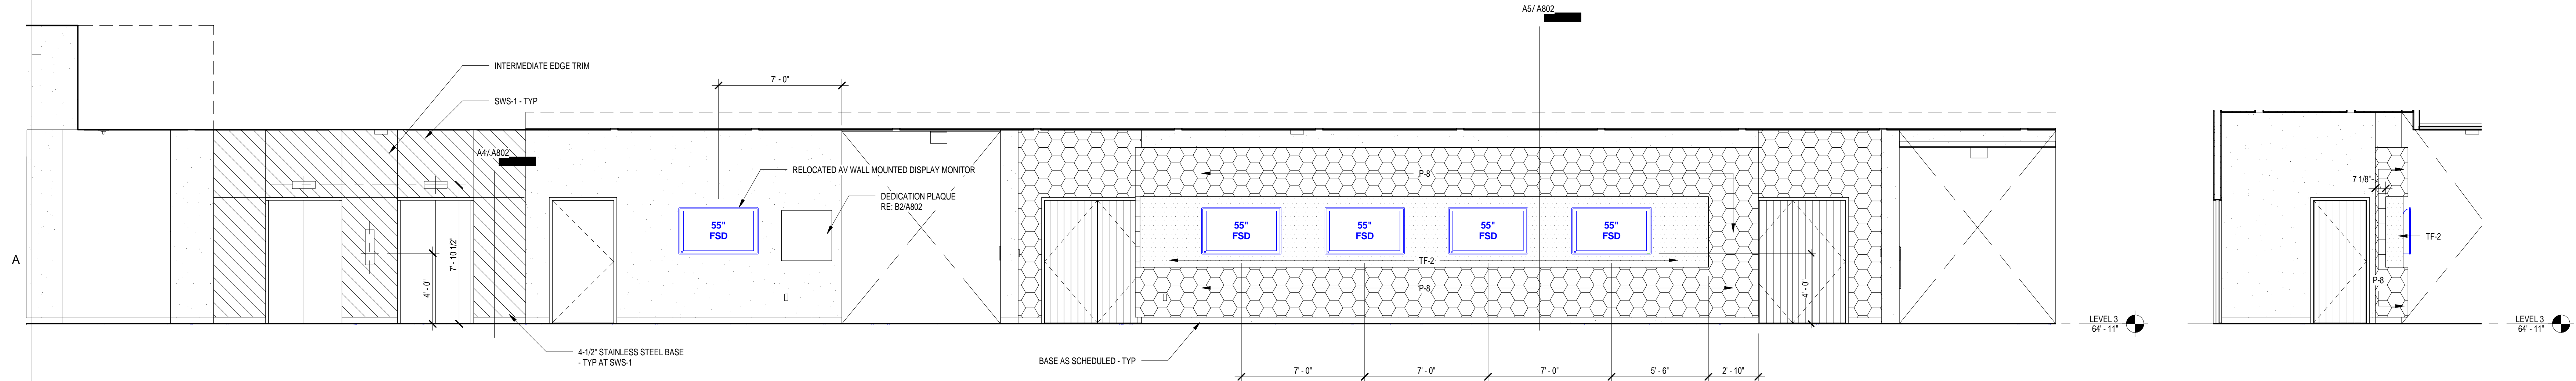 A5/ A802
INTERMEDIATE EDGE TRIM
7' - 0"
SWS-1 - TYP
A4/ A802
RELOCATED AV WALL MOUNTED DISPLAY MONITOR
DEDICATION PLAQUE
RE: B2/A802
P-8
7 1/8"
55"
FSD
55"
FSD
55"
FSD
55"
FSD
55"
FSD
TF-2
A
7' - 10 1/2"
4' - 0"
TF-2
P-8
4' - 0"
P-8
LEVEL 3
64' - 11"
LEVEL 3
64' - 11"
4-1/2" STAINLESS STEEL BASE
- TYP AT SWS-1
BASE AS SCHEDULED - TYP
7' - 0"
7' - 0"
7' - 0"
5' - 6"
2' - 10"